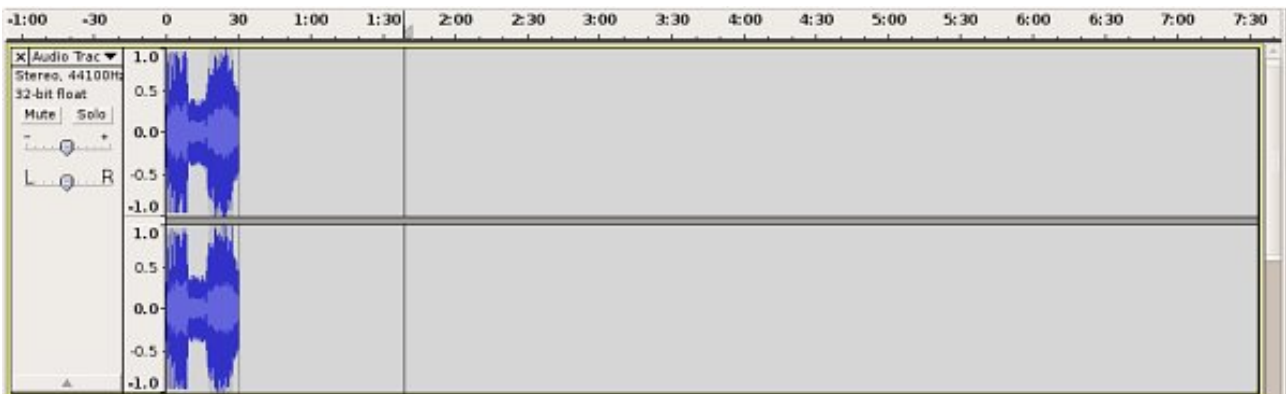 -1:00 -30 0 30 1:00 1:30 2:00 2:30 3:00 3:30 4:00 4:30 5:00 5:30 6:00 6:30 7:00 7:30
X Audio Trac ▼ 1.0
Stereo, 44100Hz
32-bit float 0.5
Mute Solo
- + 0.0
L R -0.5
-1.0
1.0
0.5
0.0
-0.5
-1.0